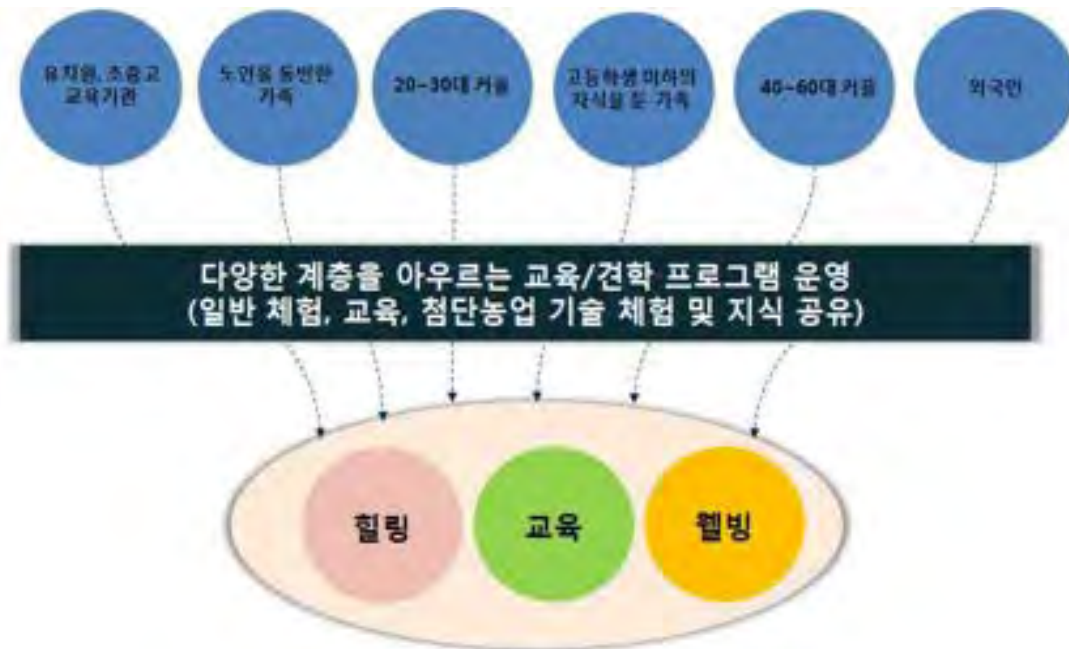 유치원, 초중교
교육기관
노인을 동반한
가족
20~30대 커플
고등학생 이하의
자식을 둔 가족
40~60대 커플
외국인
다양한 계층을 아우르는 교육/견학 프로그램 운영
(일반 체험, 교육, 첨단농업 기술 체험 및 지식 공유)
힐링
교육
웰빙